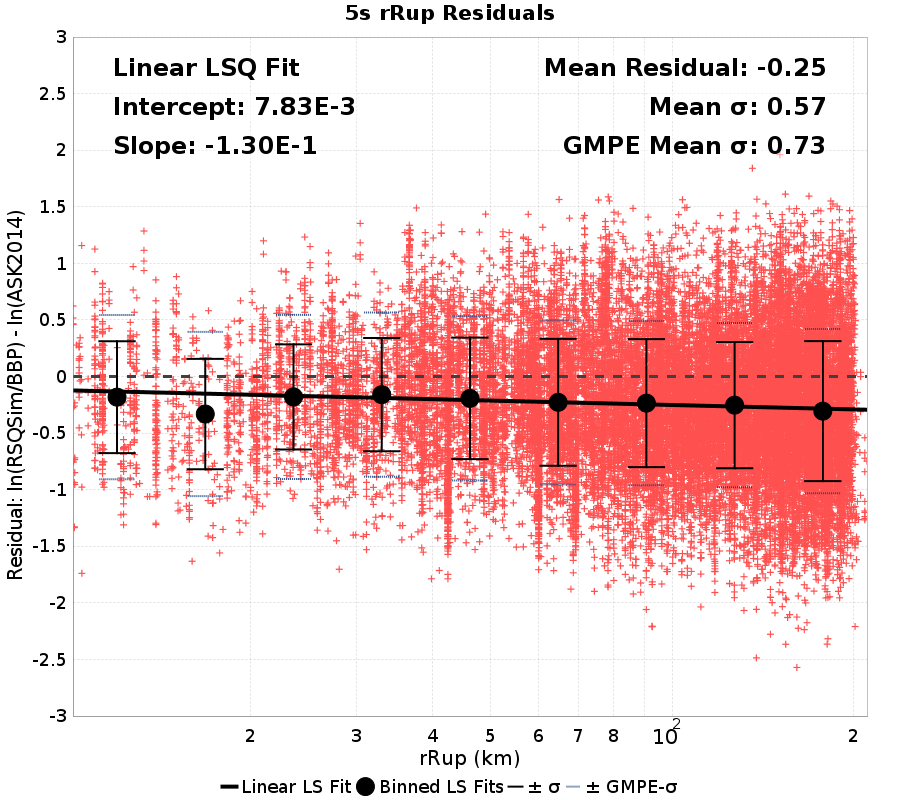 5s rRup Residuals
Linear LSQ Fit
Intercept: 7.83E-3
Slope: -1.30E-1
Mean Residual: -0.25
Mean σ: 0.57
GMPE Mean σ: 0.73
Residual: ln(RSQSim/BBP) - ln(ASK2014)
3
2.5
2
1.5
1
0.5
0
-0.5
-1
-1.5
-2
-2.5
-3
2 3 4 5 6 7 8 10² 2
rRup (km)
Linear LS Fit Binned LS Fits ± σ ± GMPE-σ